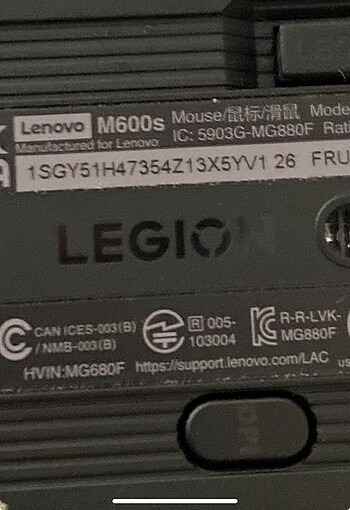 Lenovo M600s Mouse/鼠标/滑鼠
Manufactured for Lenovo IC: 5903G-MG880F
1SGY51H47354Z13X5YV1 26 FRU
LEGION
CAN ICES-003(B)
/ NMB-003(B)
R 005-
103004
R-R-LVK-
MG880F
HVIN:MG680F https://support.lenovo.com/LAC
DPI